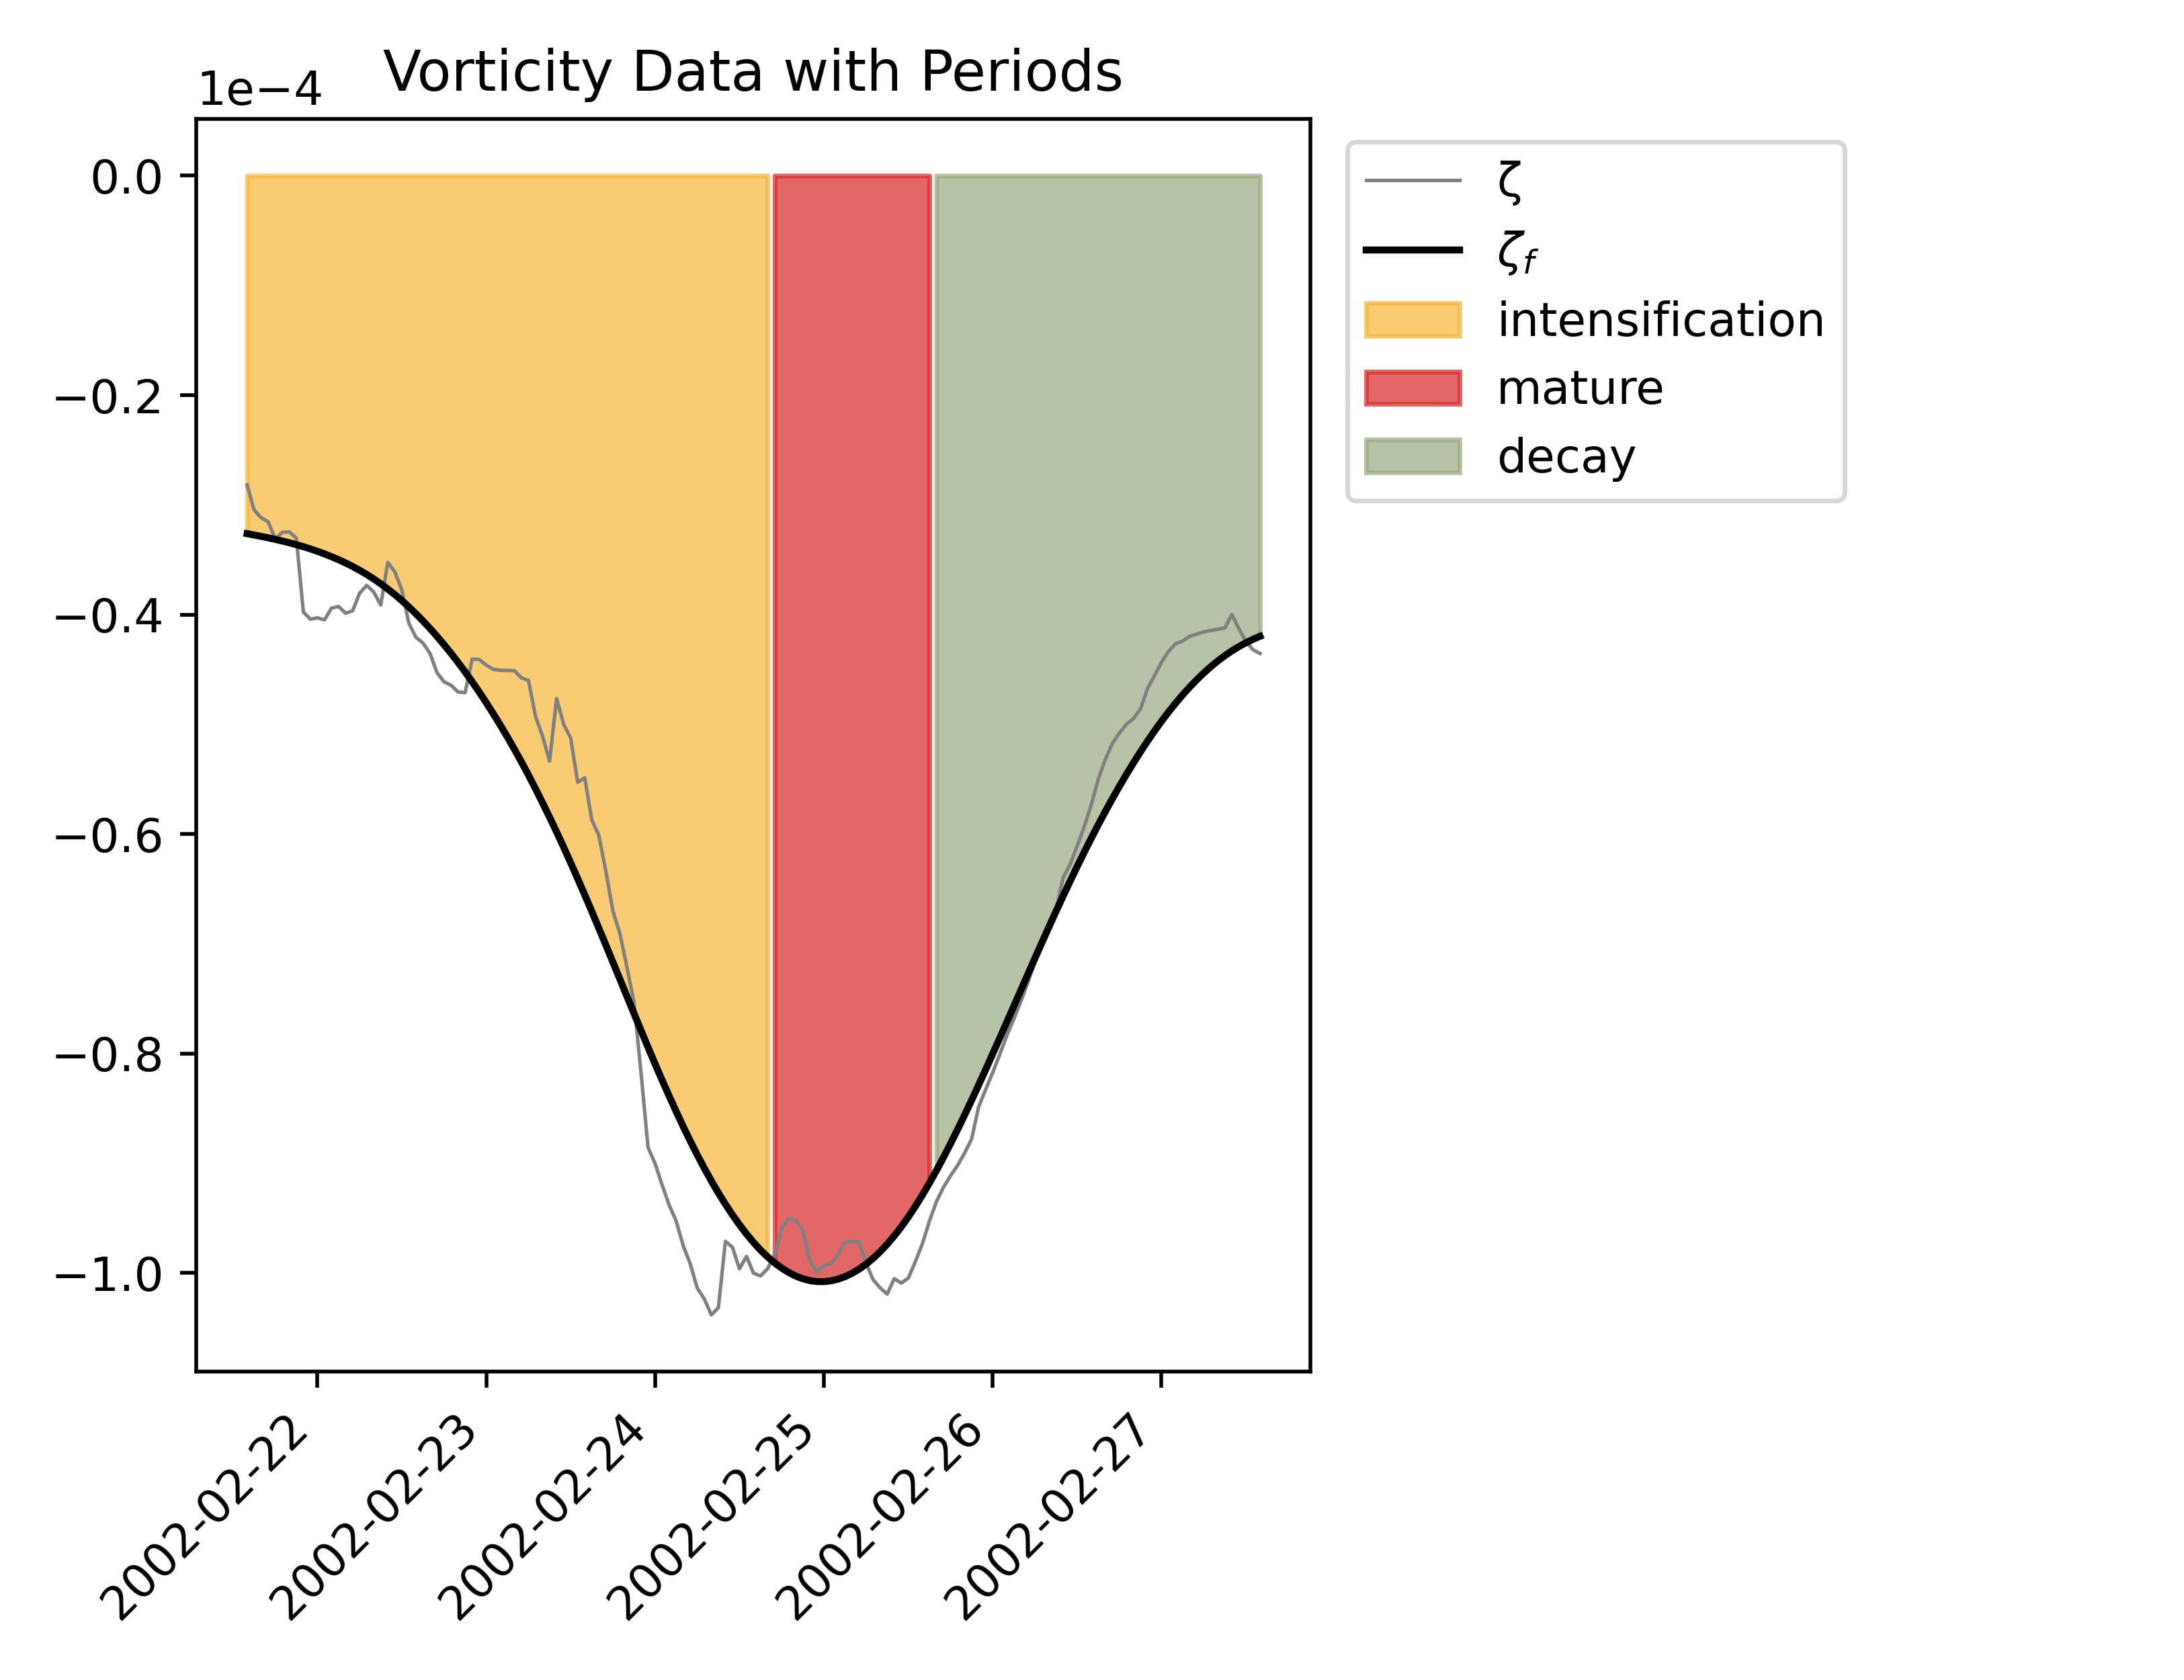 Vorticity Data with Periods
1e−4
0.0
−0.2
−0.4
−0.6
−0.8
−1.0
2002-02-22
2002-02-23
2002-02-24
2002-02-25
2002-02-26
2002-02-27
ζ
ζf
intensification
mature
decay